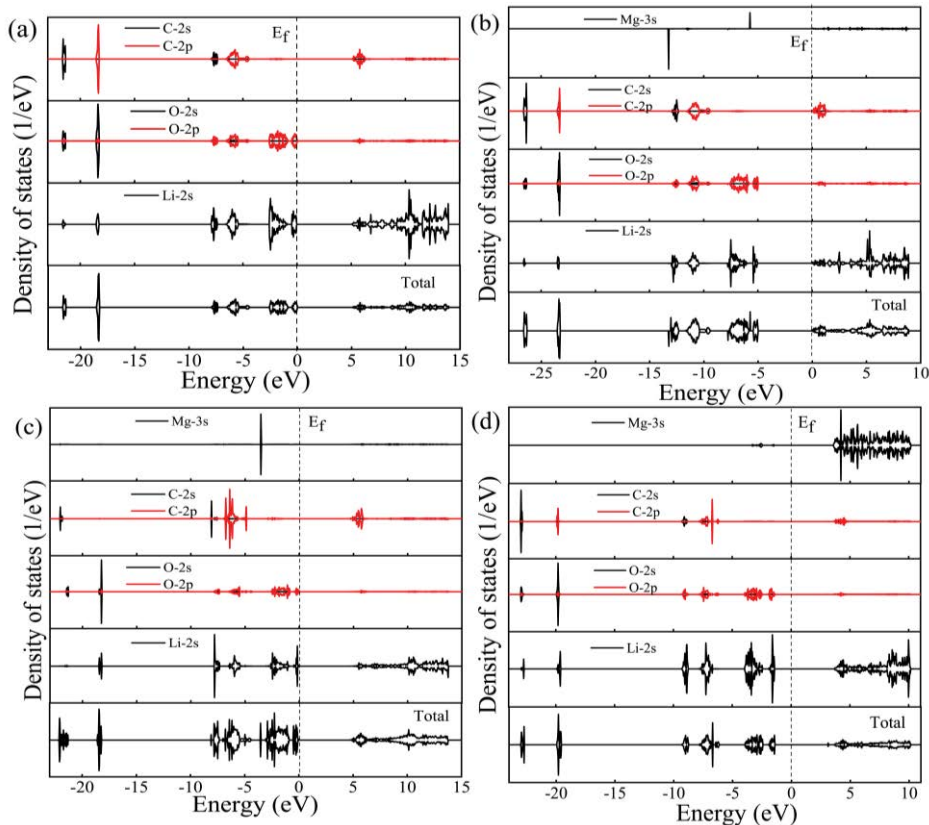 (a)
C-2s
C-2p
E_f
O-2s
O-2p
Li-2s
Total
Density of states (1/eV)
-20 -15 -10 -5 0 5 10 15
Energy (eV)
(b)
Mg-3s
E_f
C-2s
C-2p
O-2s
O-2p
Li-2s
Total
Density of states (1/eV)
-25 -20 -15 -10 -5 0 5 10
Energy (eV)
(c)
Mg-3s
E_f
C-2s
C-2p
O-2s
O-2p
Li-2s
Total
Density of states (1/eV)
-20 -15 -10 -5 0 5 10 15
Energy (eV)
(d)
Mg-3s
E_f
C-2s
C-2p
O-2s
O-2p
Li-2s
Total
Density of states (1/eV)
-20 -15 -10 -5 0 5 10
Energy (eV)